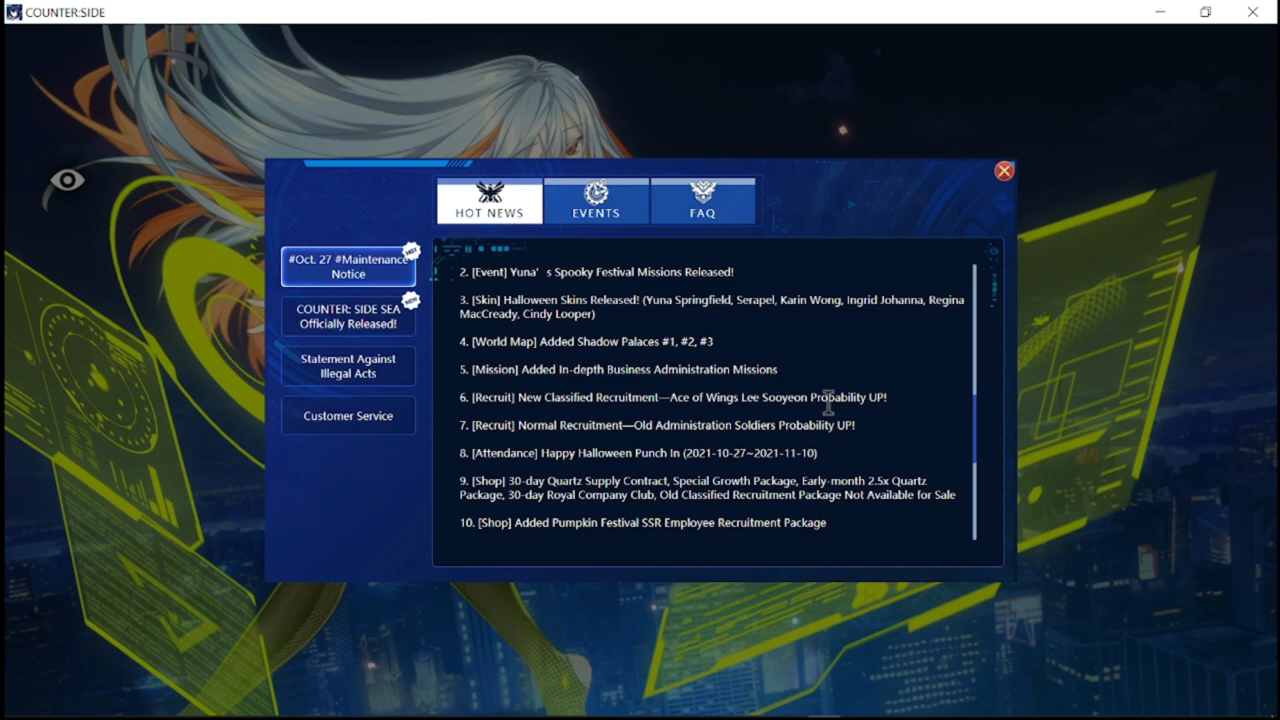 COUNTER:SIDE
HOT NEWS
EVENTS
FAQ
#Oct. 27 #Maintenance
Notice
HOT
COUNTER: SIDE SEA
Officially Released!
NEW
Statement Against
Illegal Acts
Customer Service
2. [Event] Yuna' s Spooky Festival Missions Released!
3. [Skin] Halloween Skins Released! (Yuna Springfield, Serapel, Karin Wong, Ingrid Johanna, Regina
MacCready, Cindy Looper)
4. [World Map] Added Shadow Palaces #1, #2, #3
5. [Mission] Added In-depth Business Administration Missions
6. [Recruit] New Classified Recruitment—Ace of Wings Lee Sooyeon Probability UP!
7. [Recruit] Normal Recruitment—Old Administration Soldiers Probability UP!
8. [Attendance] Happy Halloween Punch In (2021-10-27~2021-11-10)
9. [Shop] 30-day Quartz Supply Contract, Special Growth Package, Early-month 2.5x Quartz
Package, 30-day Royal Company Club, Old Classified Recruitment Package Not Available for Sale
10. [Shop] Added Pumpkin Festival SSR Employee Recruitment Package